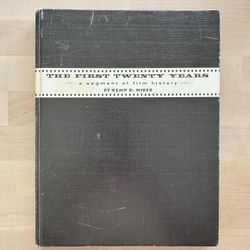 THE FIRST TWENTY YEARS
a segment of film history
BY KEMP R. NIVER